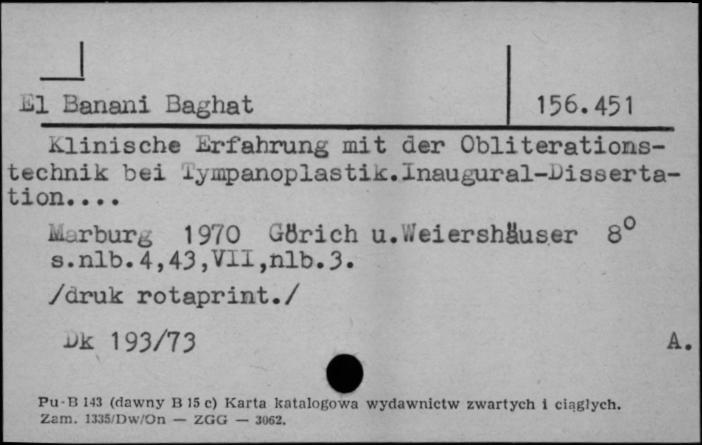 El Banani Baghat 156.451
Klinische Erfahrung mit der Obliterations-
technik bei Tympanoplastik.Inaugural-Disserta-
tion....
Marburg 1970 Görich u.Weiershäuser 8°
s.nlb.4,43,VII,nlb.3.
/druk rotaprint./
Dk 193/73 A.
Pu-B 143 (dawny B 15 c) Karta katalogowa wydawnictw zwartych i ciągłych.
Zam. 1335/Dw/On — ZGG — 3062.